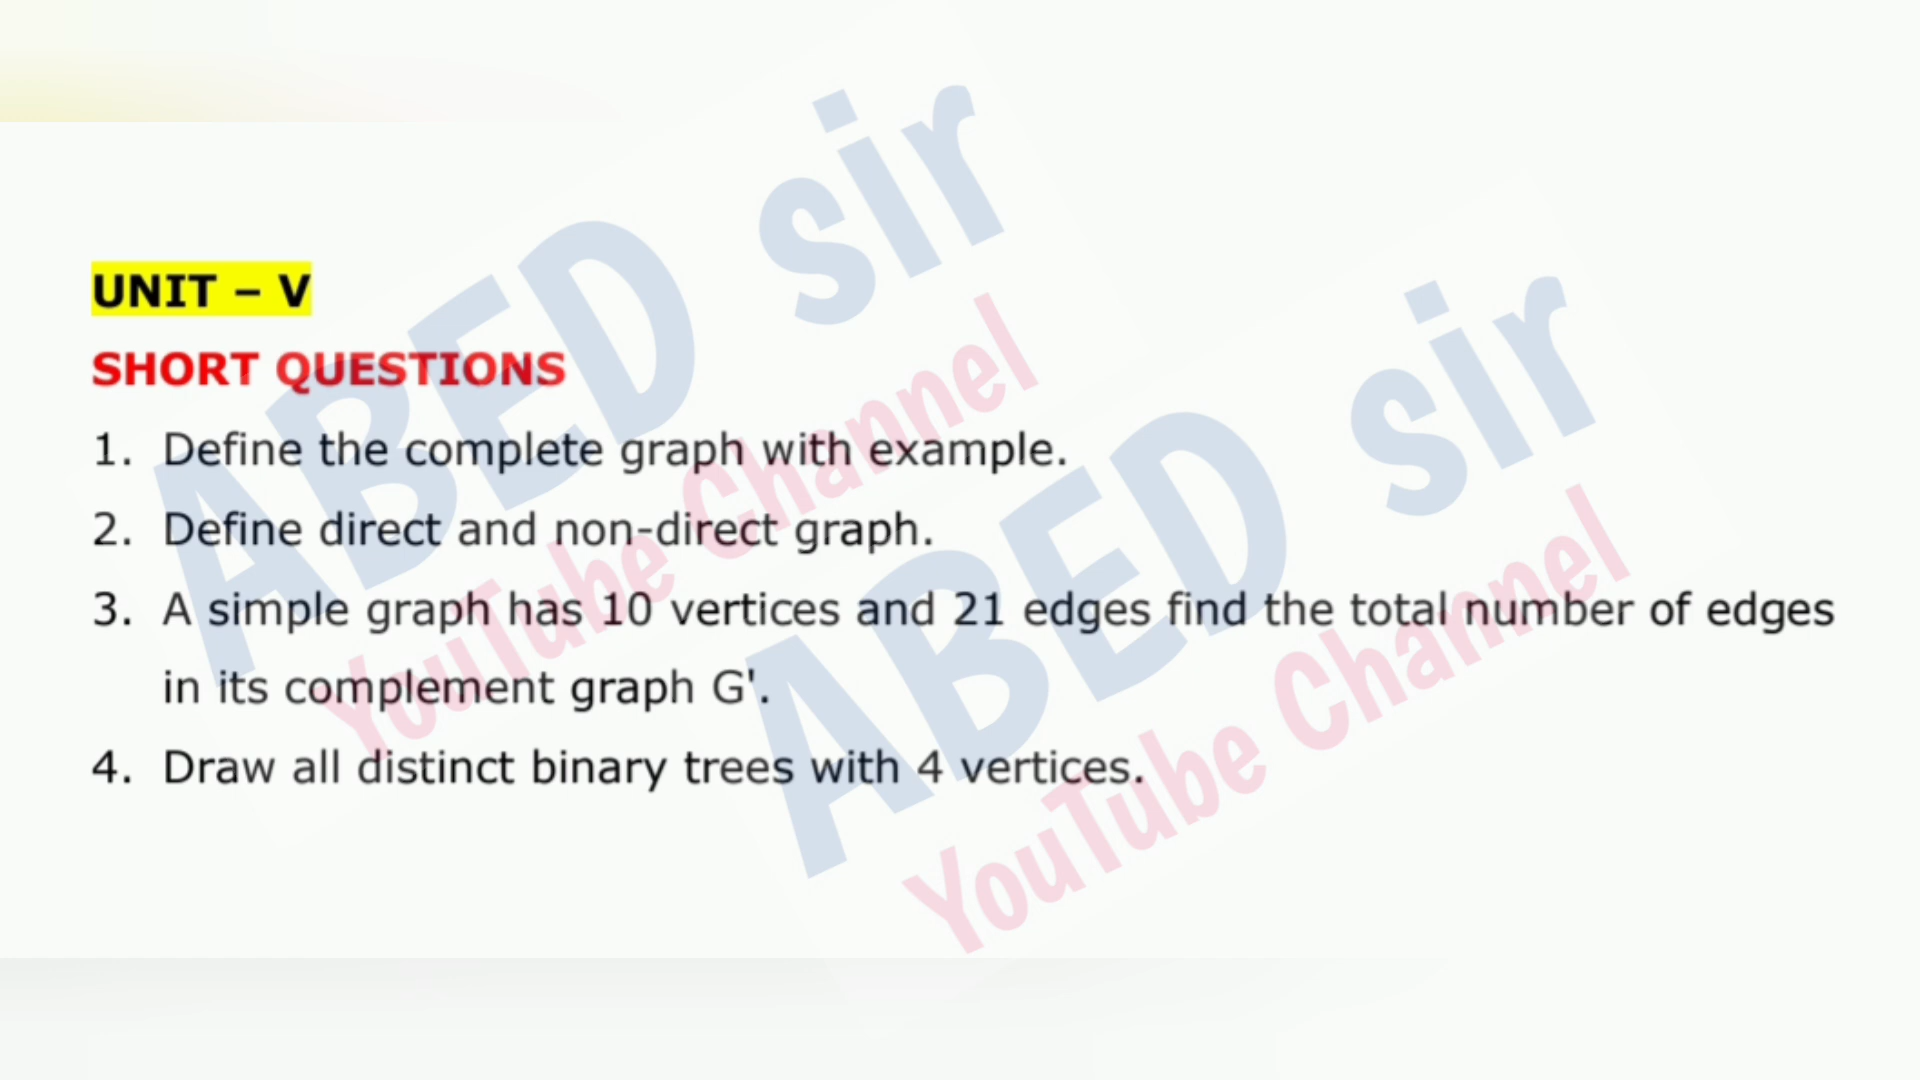 UNIT – V
SHORT QUESTIONS
1. Define the complete graph with example.
2. Define direct and non-direct graph.
3. A simple graph has 10 vertices and 21 edges find the total number of edges
in its complement graph G'.
4. Draw all distinct binary trees with 4 vertices.
ABED sir
YouTube Channel
ABED sir
YouTube Channel